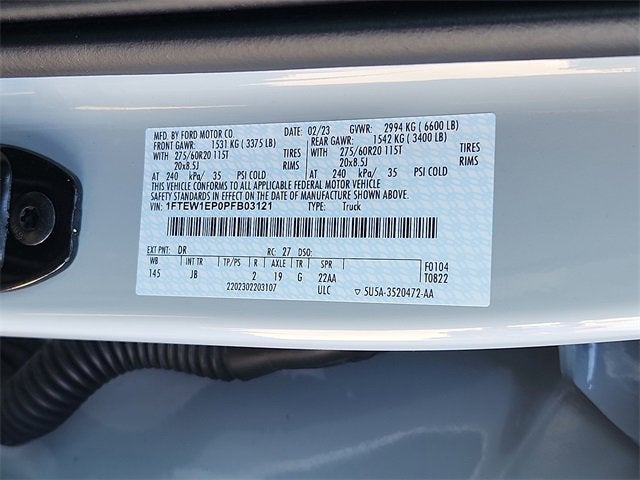 MFD. BY FORD MOTOR CO. 02/23 GVWR: 2994 KG ( 6600 LB)
FRONT GAWR: 1531 KG ( 3375 LB) REAR GAWR: 1542 KG ( 3400 LB)
WITH 275/60R20 115T TIRES WITH 275/60R20 115T TIRES
20x8.5J RIMS 20x8.5J RIMS
AT 240 kPa/ 35 PSI COLD AT 240 kPa/ 35 PSI COLD
THIS VEHICLE CONFORMS TO ALL APPLICABLE FEDERAL MOTOR VEHICLE
SAFETY STANDARDS IN EFFECT ON THE DATE OF MANUFACTURE SHOWN ABOVE.
VIN: 1FTEW1EP0PFB03121 TYPE: Truck
EXT PNT: DR RC: 27 DSO: F0104
WB INT TR TP/PS R AXLE TR SPR T0822
145 JB 2 19 G 22AA
2202302203107 ULC ▽ 5U5A-3520472-AA